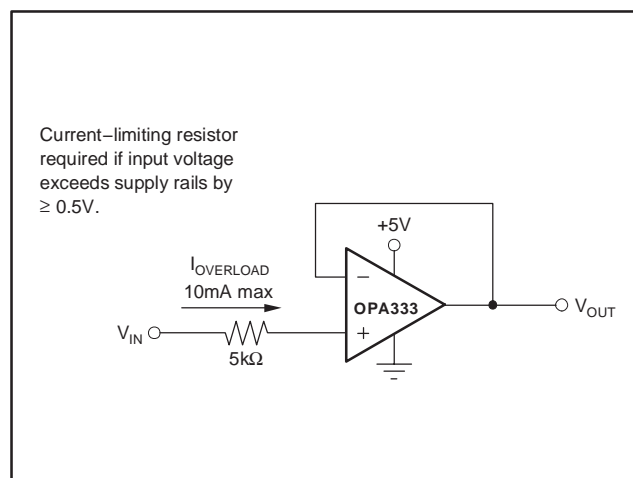 Current−limiting resistor
required if input voltage
exceeds supply rails by
≥ 0.5V.
+5V
I_OVERLOAD
10mA max
−
OPA333
V_OUT
V_IN
+
5kΩ